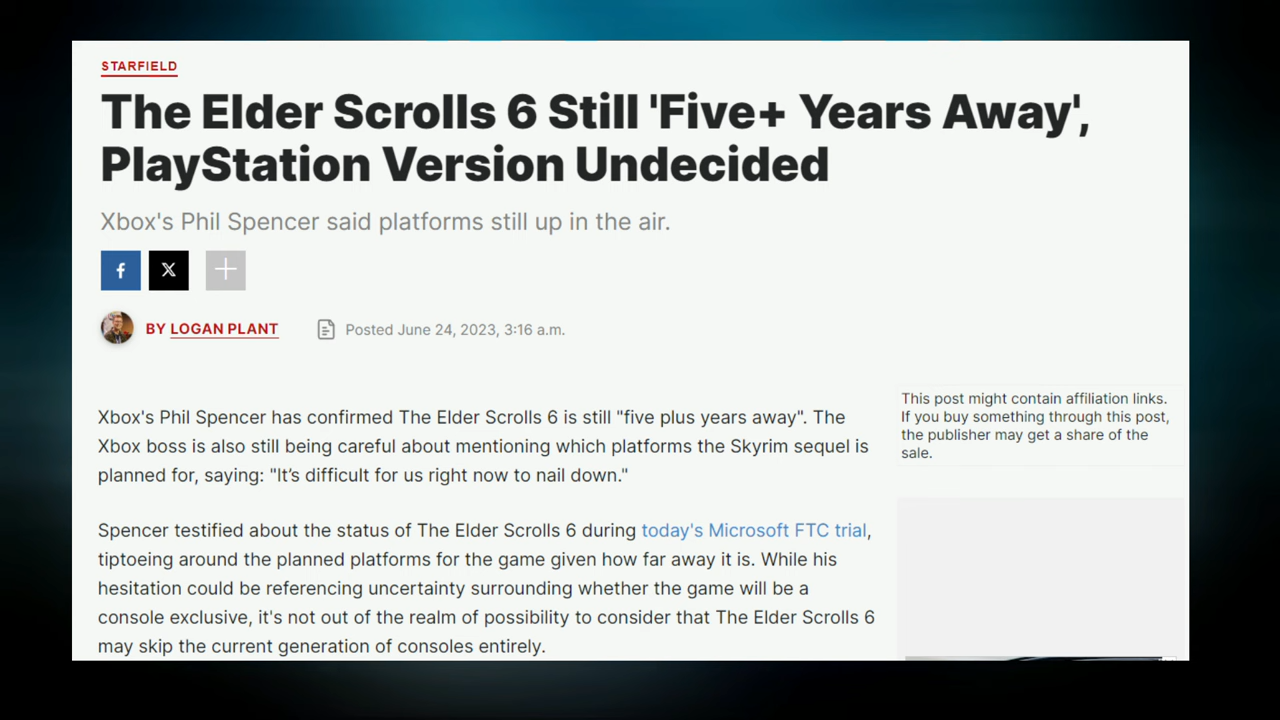 STARFIELD
The Elder Scrolls 6 Still 'Five+ Years Away',
PlayStation Version Undecided
Xbox's Phil Spencer said platforms still up in the air.
BY LOGAN PLANT
Posted June 24, 2023, 3:16 a.m.
Xbox's Phil Spencer has confirmed The Elder Scrolls 6 is still "five plus years away". The
Xbox boss is also still being careful about mentioning which platforms the Skyrim sequel is
planned for, saying: "It’s difficult for us right now to nail down."
Spencer testified about the status of The Elder Scrolls 6 during today's Microsoft FTC trial,
tiptoeing around the planned platforms for the game given how far away it is. While his
hesitation could be referencing uncertainty surrounding whether the game will be a
console exclusive, it's not out of the realm of possibility to consider that The Elder Scrolls 6
may skip the current generation of consoles entirely.
This post might contain affiliation links.
If you buy something through this post,
the publisher may get a share of the
sale.